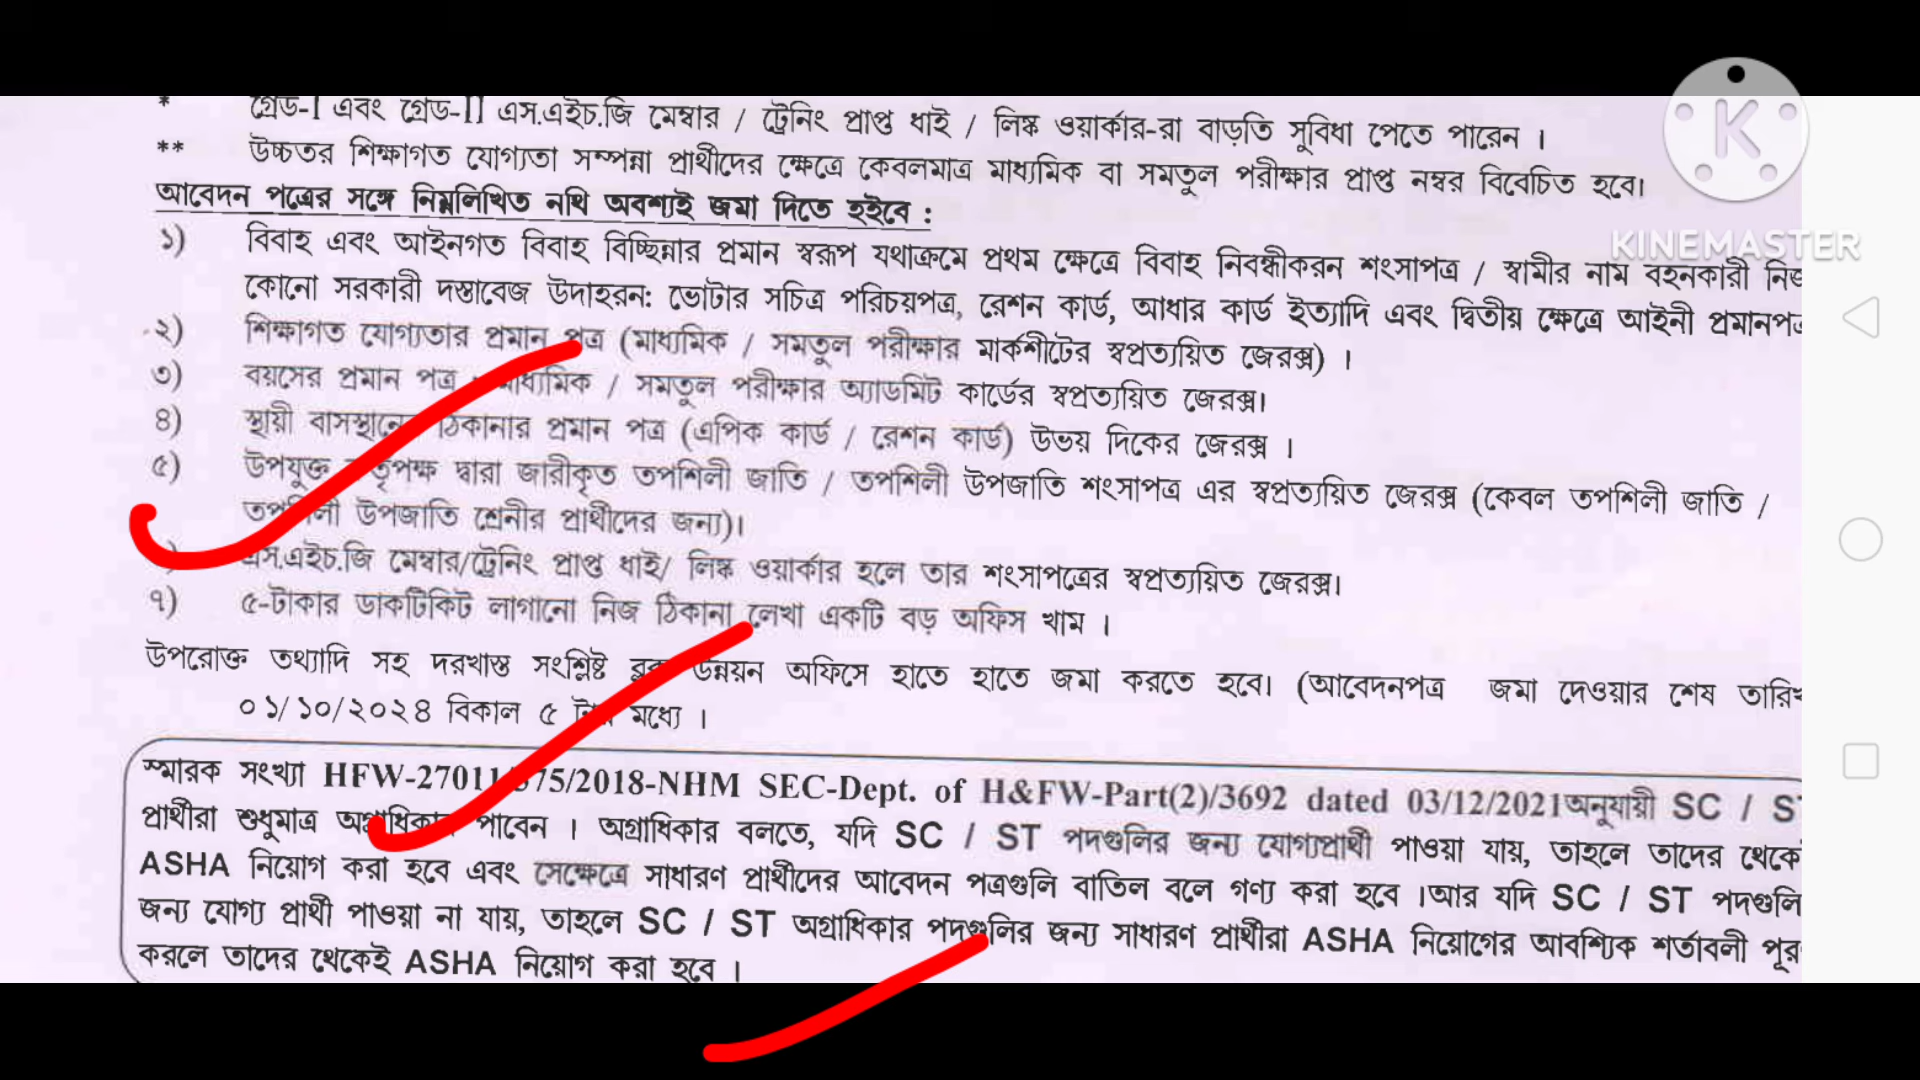 * গ্রেড-I এবং গ্রেড-II এস.এইচ.জি মেম্বার / ট্রেনিং প্রাপ্ত ধাই / লিঙ্ক ওয়ার্কার-রা বাড়তি সুবিধা পেতে পারেন ।
** উচ্চতর শিক্ষাগত যোগ্যতা সম্পন্না প্রার্থীদের ক্ষেত্রে কেবলমাত্র মাধ্যমিক বা সমতুল পরীক্ষার প্রাপ্ত নম্বর বিবেচিত হবে।
আবেদন পত্রের সঙ্গে নিম্নলিখিত নথি অবশ্যই জমা দিতে হইবে :
১) বিবাহ এবং আইনগত বিবাহ বিচ্ছিন্নার প্রমান স্বরূপ যথাক্রমে প্রথম ক্ষেত্রে বিবাহ নিবন্ধীকরন শংসাপত্র / স্বামীর নাম বহনকারী নিজ
কোনো সরকারী দস্তাবেজ উদাহরন: ভোটার সচিত্র পরিচয়পত্র, রেশন কার্ড, আধার কার্ড ইত্যাদি এবং দ্বিতীয় ক্ষেত্রে আইনী প্রমানপত্র
২) শিক্ষাগত যোগ্যতার প্রমান পত্র (মাধ্যমিক / সমতুল পরীক্ষার মার্কশীটের স্বপ্রত্যয়িত জেরক্স) ।
৩) বয়সের প্রমান পত্র : মাধ্যমিক / সমতুল পরীক্ষার অ্যাডমিট কার্ডের স্বপ্রত্যয়িত জেরক্স।
৪) স্থায়ী বাসস্থানের ঠিকানার প্রমান পত্র (এপিক কার্ড / রেশন কার্ড) উভয় দিকের জেরক্স ।
৫) উপযুক্ত কর্তৃপক্ষ দ্বারা জারীকৃত তপশিলী জাতি / তপশিলী উপজাতি শংসাপত্র এর স্বপ্রত্যয়িত জেরক্স (কেবল তপশিলী জাতি /
তপশিলী উপজাতি শ্রেনীর প্রার্থীদের জন্য)।
এস.এইচ.জি মেম্বার/ট্রেনিং প্রাপ্ত ধাই/ লিঙ্ক ওয়ার্কার হলে তার শংসাপত্রের স্বপ্রত্যয়িত জেরক্স।
৭) ৫-টাকার ডাকটিকিট লাগানো নিজ ঠিকানা লেখা একটি বড় অফিস খাম ।
উপরোক্ত তথ্যাদি সহ দরখাস্ত সংশ্লিষ্ট ব্লক উন্নয়ন অফিসে হাতে হাতে জমা করতে হবে। (আবেদনপত্র জমা দেওয়ার শেষ তারিখ
০১/১০/২০২৪ বিকাল ৫ টার মধ্যে ।
স্মারক সংখ্যা HFW-27011/375/2018-NHM SEC-Dept. of H&FW-Part(2)/3692 dated 03/12/2021অনুযায়ী SC / ST
প্রার্থীরা শুধুমাত্র অগ্রাধিকার পাবেন । অগ্রাধিকার বলতে, যদি SC / ST পদগুলির জন্য যোগ্যপ্রার্থী পাওয়া যায়, তাহলে তাদের থেকে
ASHA নিয়োগ করা হবে এবং সেক্ষেত্রে সাধারণ প্রার্থীদের আবেদন পত্রগুলি বাতিল বলে গণ্য করা হবে ।আর যদি SC / ST পদগুলি
জন্য যোগ্য প্রার্থী পাওয়া না যায়, তাহলে SC / ST অগ্রাধিকার পদগুলির জন্য সাধারণ প্রার্থীরা ASHA নিয়োগের আবশ্যিক শর্তাবলী পূরণ
করলে তাদের থেকেই ASHA নিয়োগ করা হবে ।
K
KINEMASTER